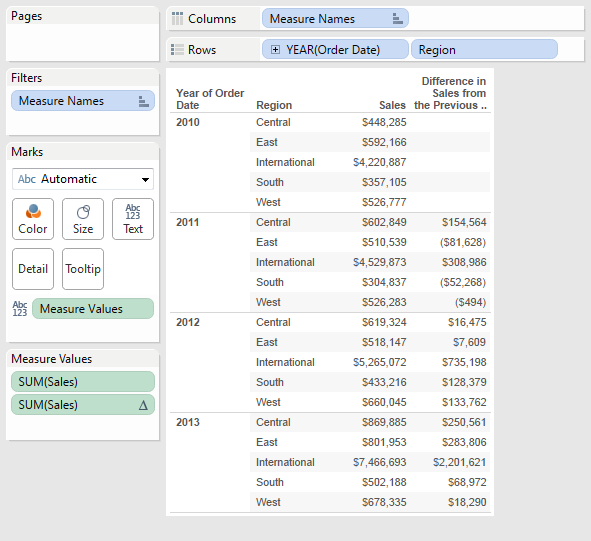 Pages
Columns Measure Names
Rows YEAR(Order Date) Region
Filters
Measure Names
Marks
Abc Automatic
Color Size Abc 123 Text
Detail Tooltip
Abc 123 Measure Values
Measure Values
SUM(Sales)
SUM(Sales) Δ
Year of Order Date Region Sales Difference in Sales from the Previous ..
2010 Central $448,285
East $592,166
International $4,220,887
South $357,105
West $526,777
2011 Central $602,849 $154,564
East $510,539 ($81,628)
International $4,529,873 $308,986
South $304,837 ($52,268)
West $526,283 ($494)
2012 Central $619,324 $16,475
East $518,147 $7,609
International $5,265,072 $735,198
South $433,216 $128,379
West $660,045 $133,762
2013 Central $869,885 $250,561
East $801,953 $283,806
International $7,466,693 $2,201,621
South $502,188 $68,972
West $678,335 $18,290